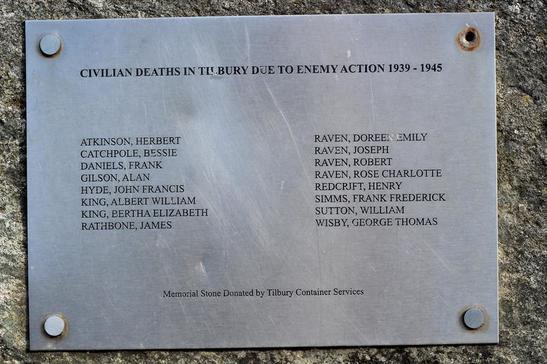 CIVILIAN DEATHS IN TILBURY DUE TO ENEMY ACTION 1939 - 1945
ATKINSON, HERBERT
CATCHPOLE, BESSIE
DANIELS, FRANK
GILSON, ALAN
HYDE, JOHN FRANCIS
KING, ALBERT WILLIAM
KING, BERTHA ELIZABETH
RATHBONE, JAMES
RAVEN, DOREEN EMILY
RAVEN, JOSEPH
RAVEN, ROBERT
RAVEN, ROSE CHARLOTTE
REDCRIFT, HENRY
SIMMS, FRANK FREDERICK
SUTTON, WILLIAM
WISBY, GEORGE THOMAS
Memorial Stone Donated by Tilbury Container Services